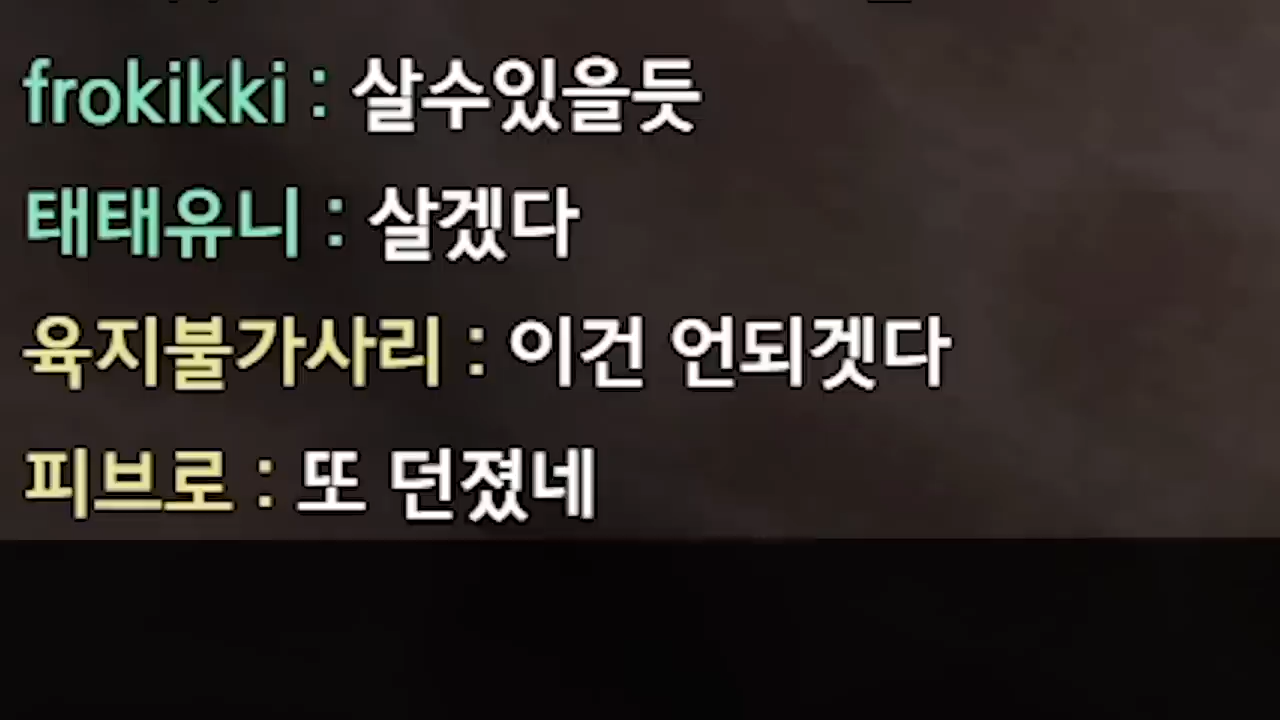 frokikki : 살수있을듯
태태유니 : 살겠다
육지불가사리 : 이건 언되겟다
피브로 : 또 던졌네